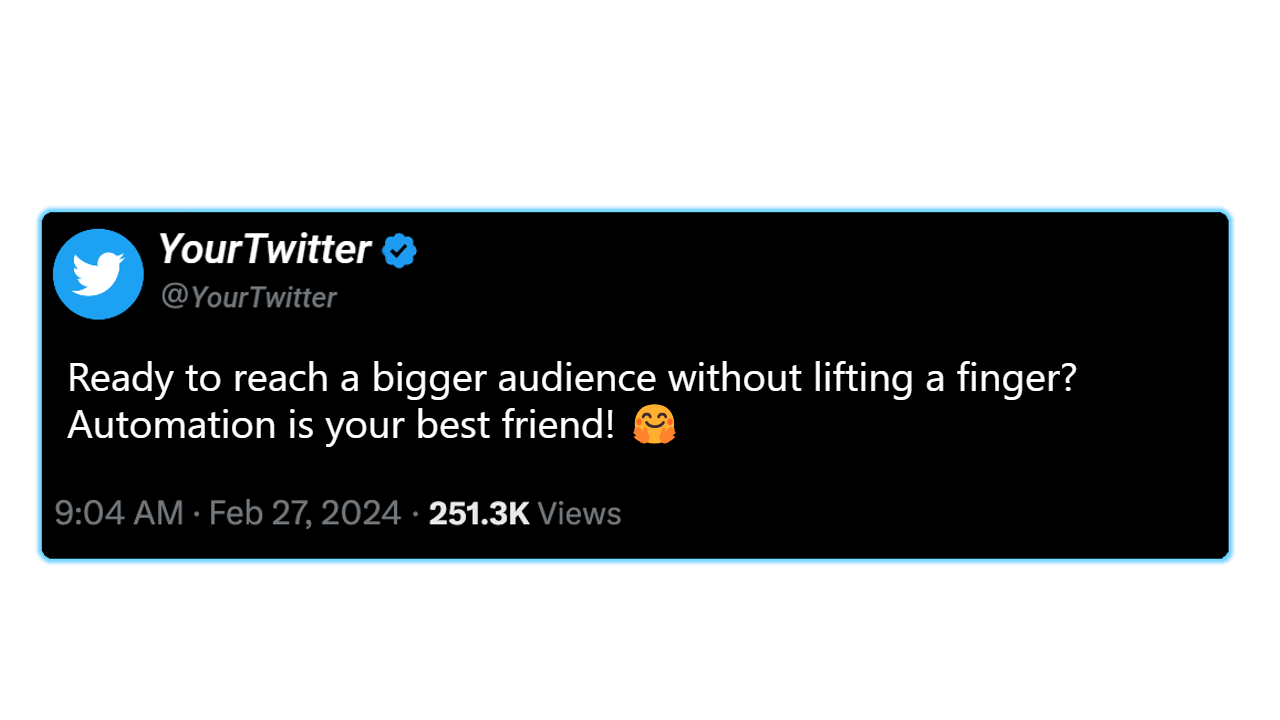 YourTwitter
@YourTwitter
Ready to reach a bigger audience without lifting a finger?
Automation is your best friend! 🤗
9:04 AM · Feb 27, 2024 · 251.3K Views